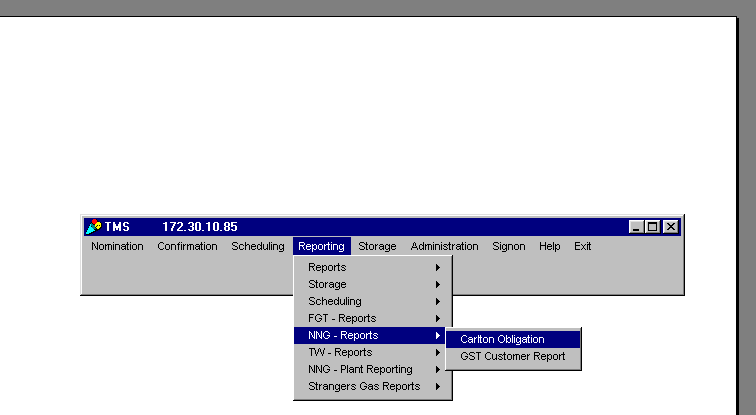 TMS 172.30.10.85
Nomination Confirmation Scheduling Reporting Storage Administration Signon Help Exit
Reports
Storage
Scheduling
FGT - Reports
NNG - Reports
TW - Reports
NNG - Plant Reporting
Strangers Gas Reports
Carlton Obligation
GST Customer Report